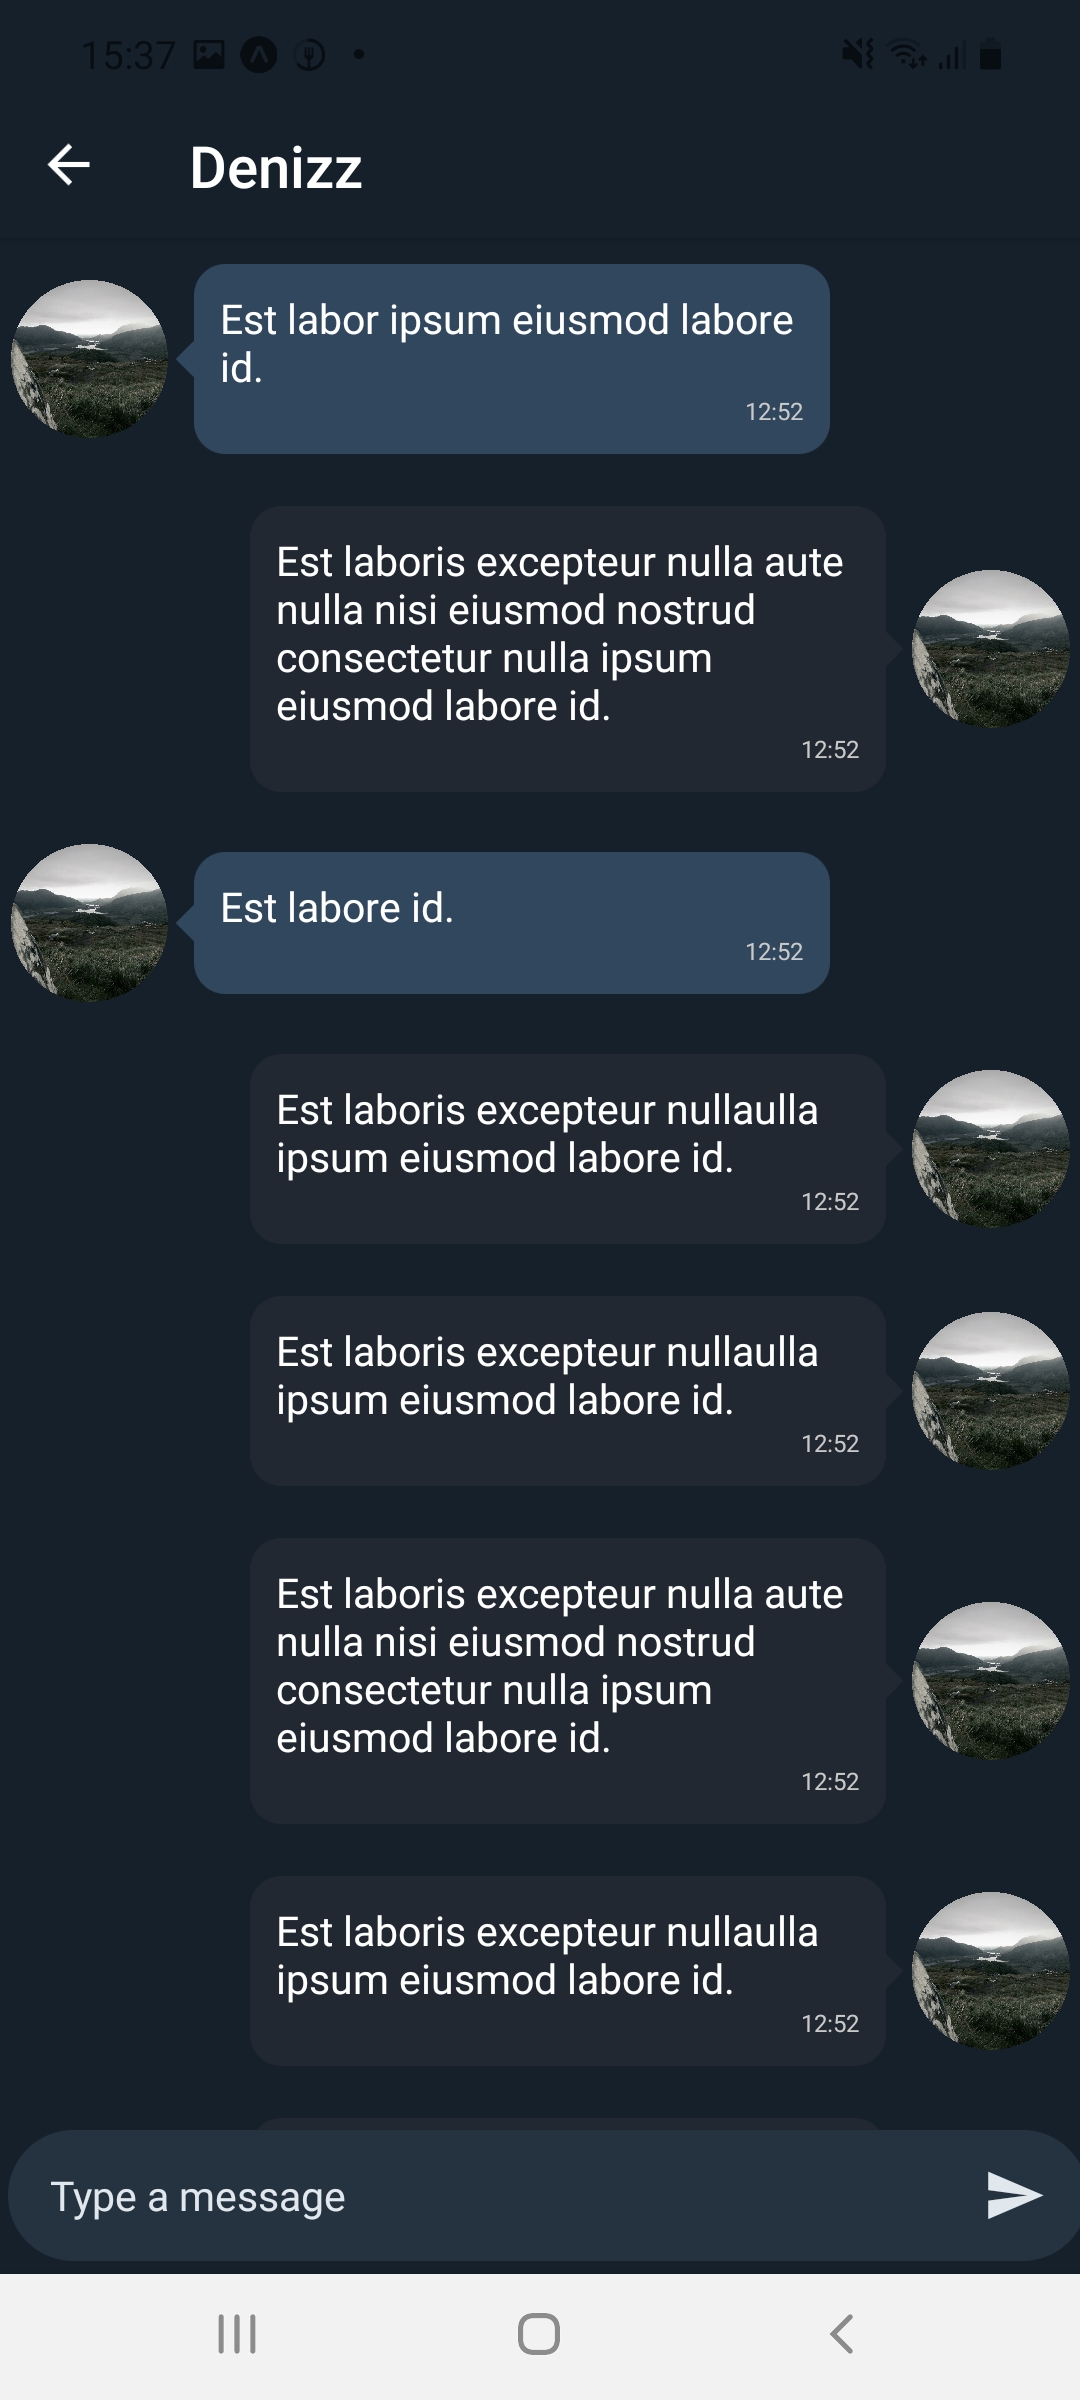 15:37
Denizz
Est labor ipsum eiusmod labore
id.
12:52
Est laboris excepteur nulla aute
nulla nisi eiusmod nostrud
consectetur nulla ipsum
eiusmod labore id.
12:52
Est labore id.
12:52
Est laboris excepteur nullaulla
ipsum eiusmod labore id.
12:52
Est laboris excepteur nullaulla
ipsum eiusmod labore id.
12:52
Est laboris excepteur nulla aute
nulla nisi eiusmod nostrud
consectetur nulla ipsum
eiusmod labore id.
12:52
Est laboris excepteur nullaulla
ipsum eiusmod labore id.
12:52
Type a message